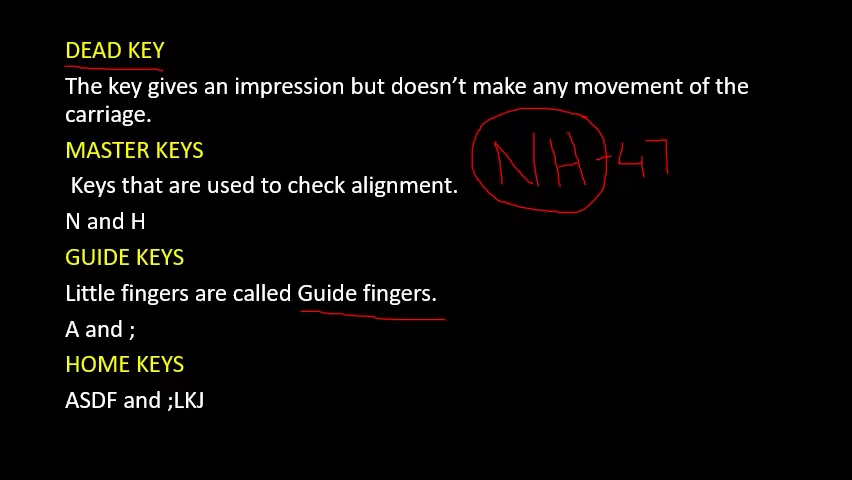 DEAD KEY
The key gives an impression but doesn’t make any movement of the
carriage.
MASTER KEYS
NH-47
Keys that are used to check alignment.
N and H
GUIDE KEYS
Little fingers are called Guide fingers.
A and ;
HOME KEYS
ASDF and ;LKJ